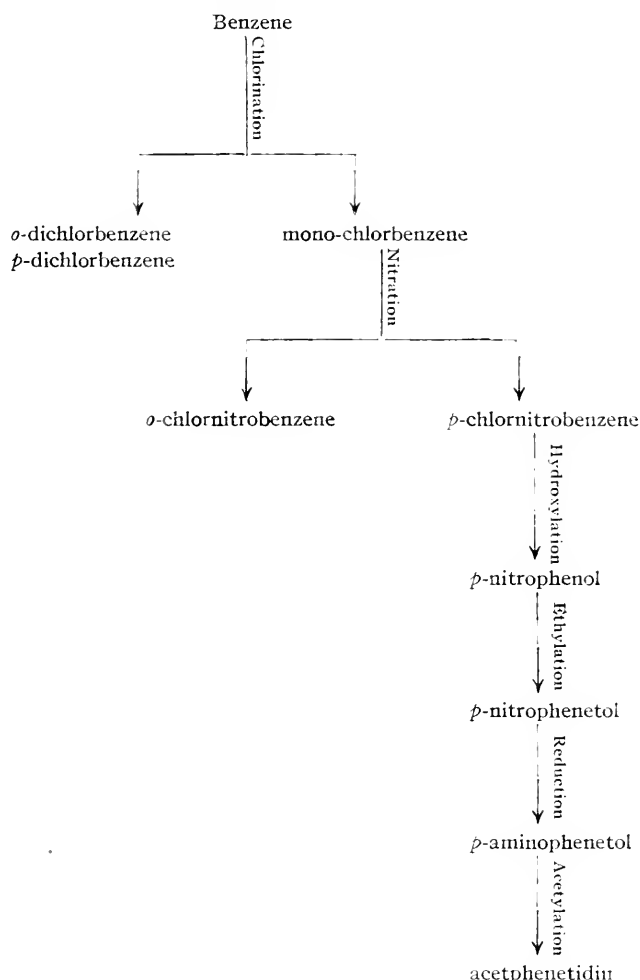 Benzene
Chlorination
o-dichlorbenzene
p-dichlorbenzene
mono-chlorbenzene
Nitration
o-chlornitrobenzene
p-chlornitrobenzene
Hydroxylation
p-nitrophenol
Ethylation
p-nitrophenetol
Reduction
p-aminophenetol
Acetylation
acetphenetidin